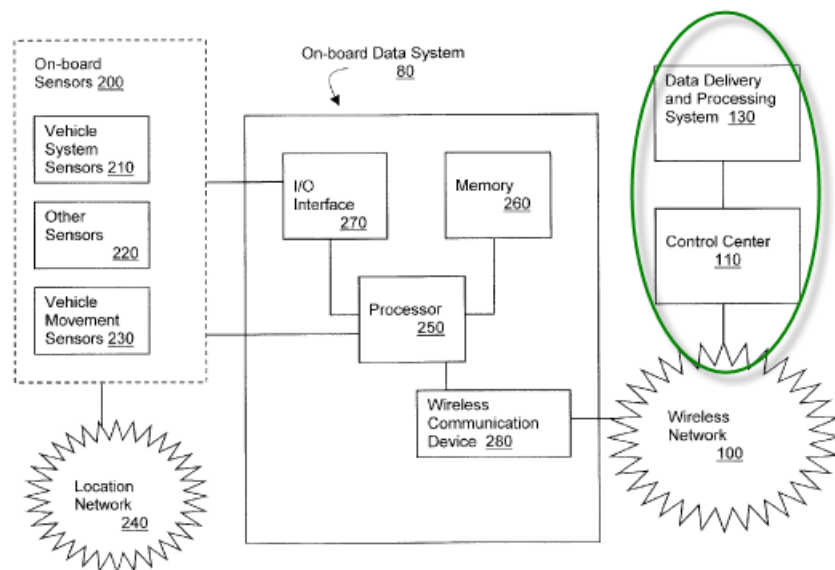 On-board
Sensors 200
Vehicle
System
Sensors 210
Other
Sensors
220
Vehicle
Movement
Sensors 230
Location
Network
240
On-board Data System
80
I/O
Interface
270
Memory
260
Processor
250
Wireless
Communication
Device 280
Data Delivery
and Processing
System 130
Control Center
110
Wireless
Network
100